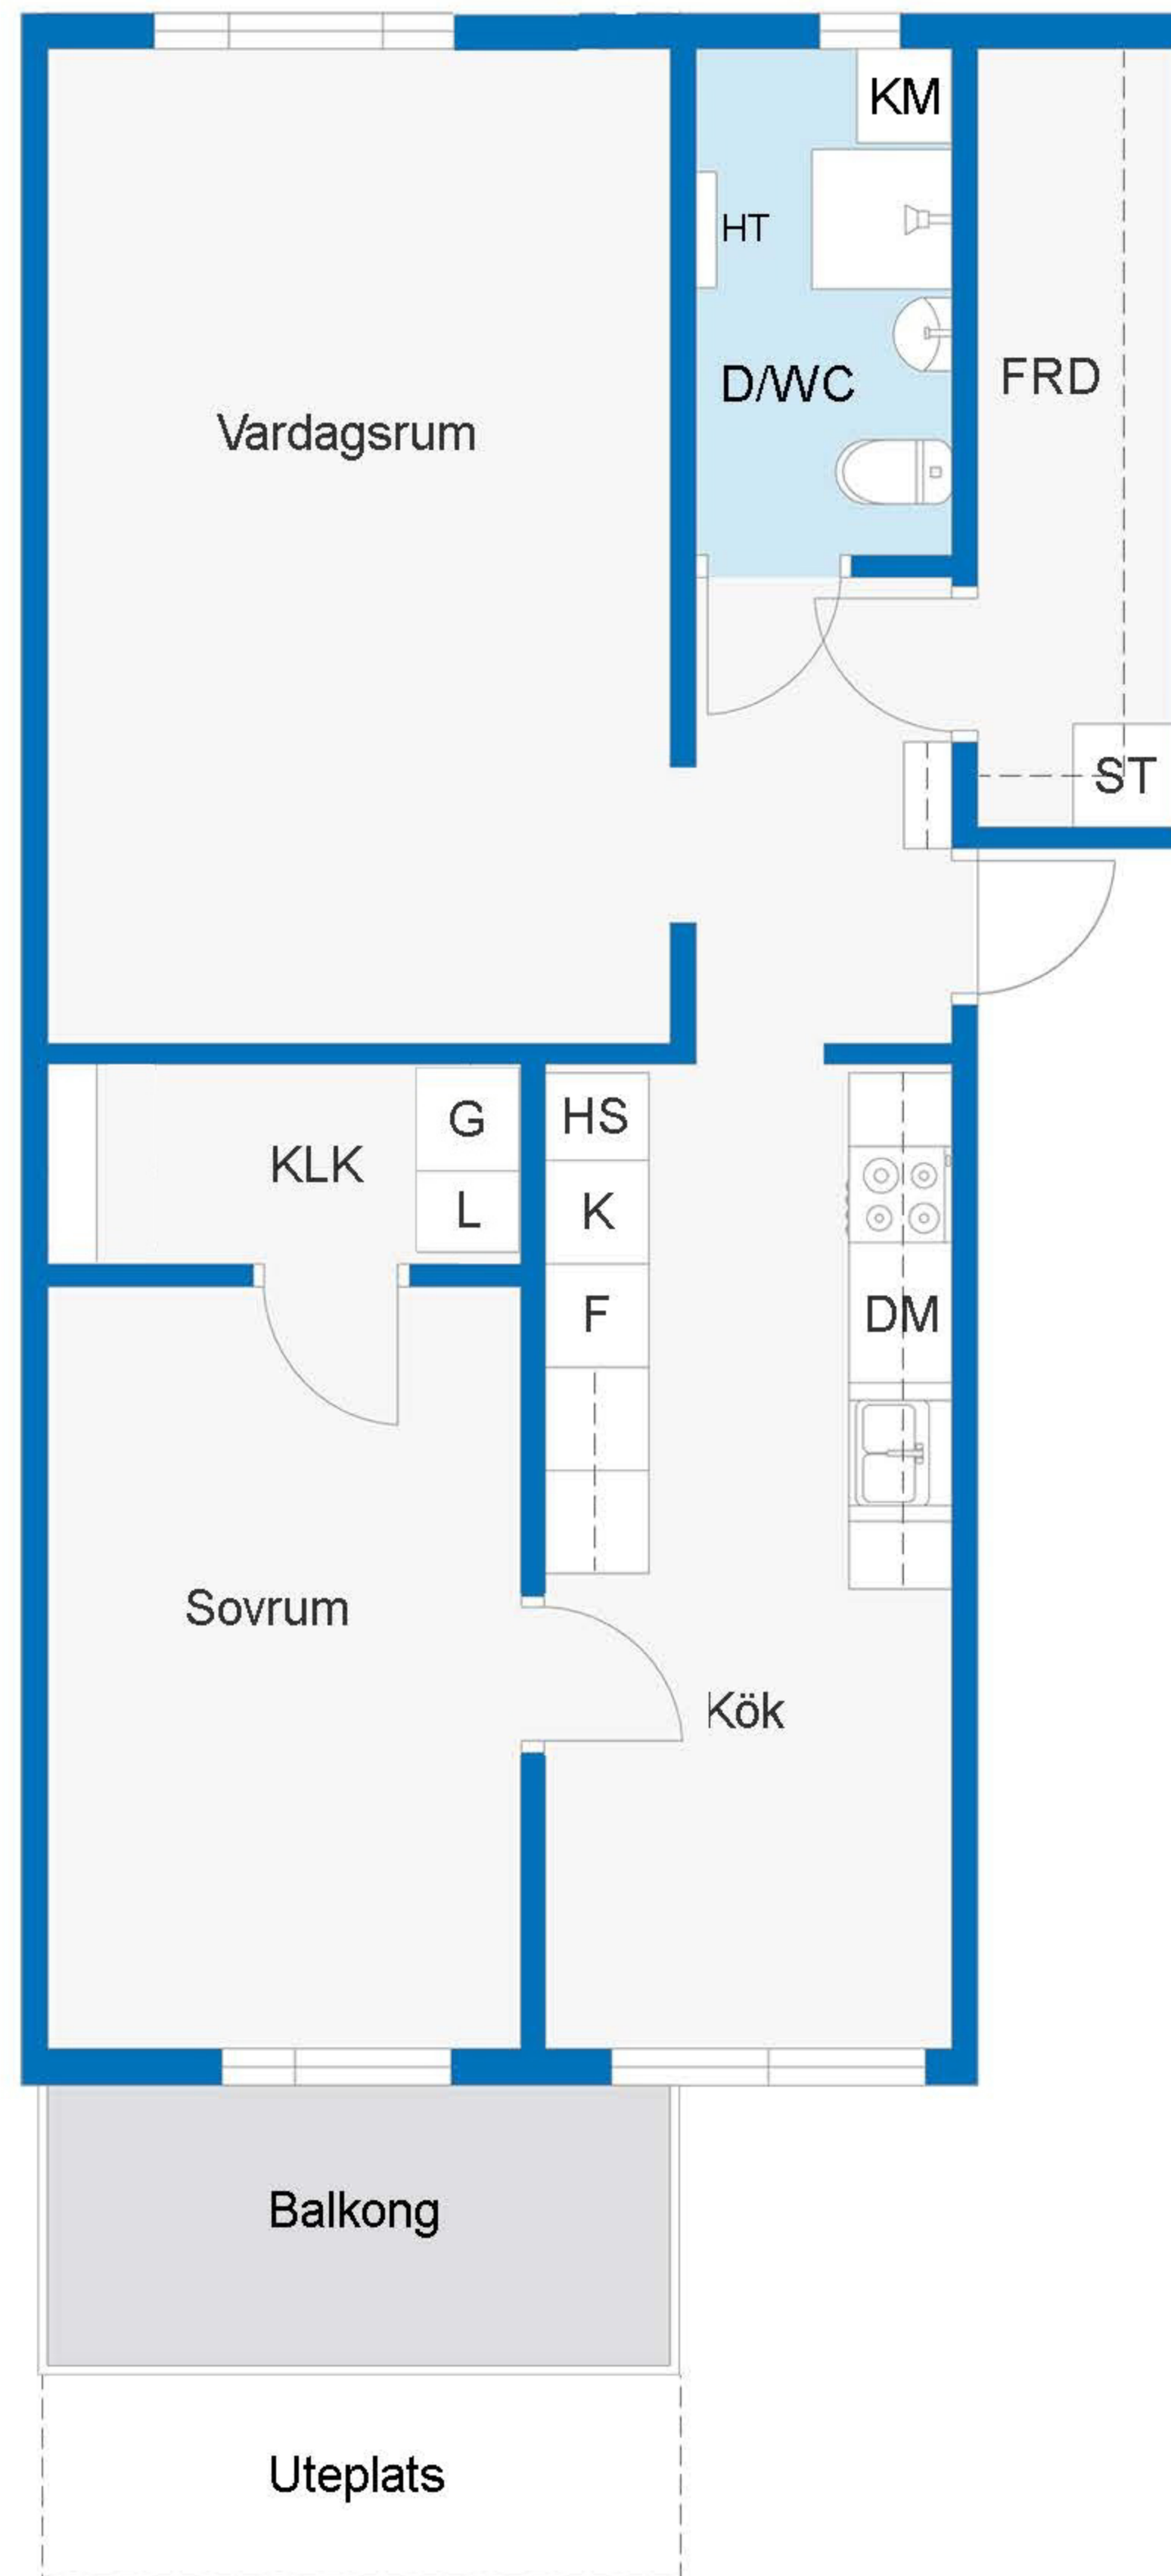 KM
HT
D/WC
FRD
Vardagsrum
ST
G
HS
KLK
L
K
F
DM
Sovrum
Kök
Balkong
Uteplats